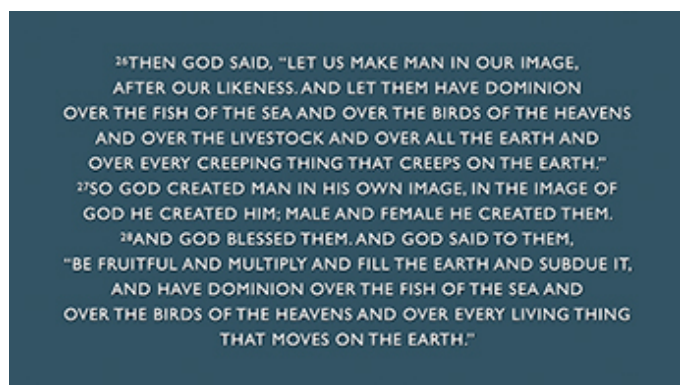 ²⁶THEN GOD SAID, "LET US MAKE MAN IN OUR IMAGE,
AFTER OUR LIKENESS. AND LET THEM HAVE DOMINION
OVER THE FISH OF THE SEA AND OVER THE BIRDS OF THE HEAVENS
AND OVER THE LIVESTOCK AND OVER ALL THE EARTH AND
OVER EVERY CREEPING THING THAT CREEPS ON THE EARTH."
²⁷SO GOD CREATED MAN IN HIS OWN IMAGE, IN THE IMAGE OF
GOD HE CREATED HIM; MALE AND FEMALE HE CREATED THEM.
²⁸AND GOD BLESSED THEM. AND GOD SAID TO THEM,
"BE FRUITFUL AND MULTIPLY AND FILL THE EARTH AND SUBDUE IT,
AND HAVE DOMINION OVER THE FISH OF THE SEA AND
OVER THE BIRDS OF THE HEAVENS AND OVER EVERY LIVING THING
THAT MOVES ON THE EARTH."